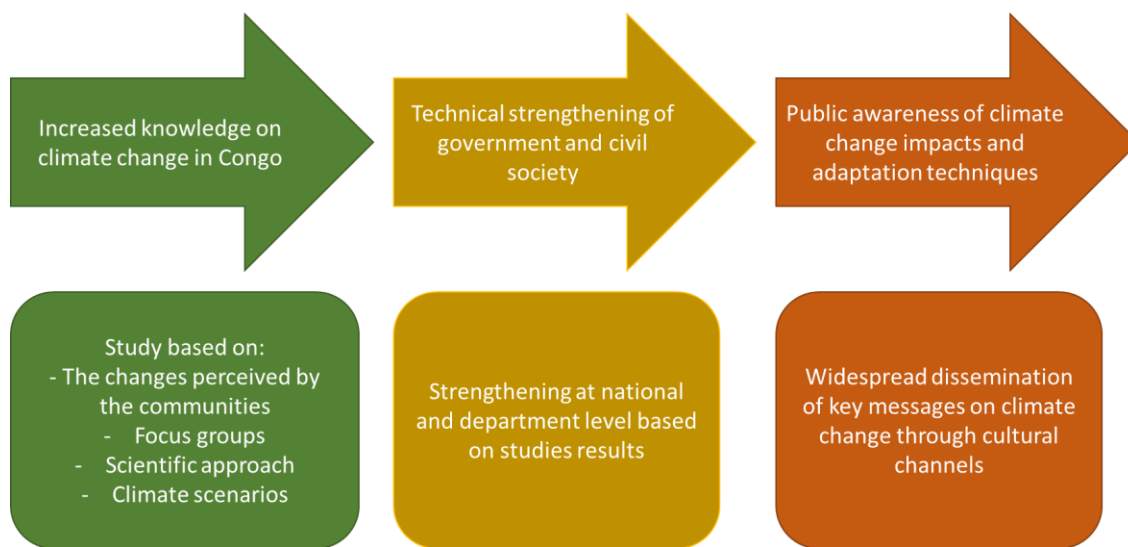 Increased knowledge on
climate change in Congo
Technical strengthening of
government and civil
society
Public awareness of climate
change impacts and
adaptation techniques
Study based on:
- The changes perceived by
the communities
- Focus groups
- Scientific approach
- Climate scenarios
Strengthening at national
and department level based
on studies results
Widespread dissemination
of key messages on climate
change through cultural
channels